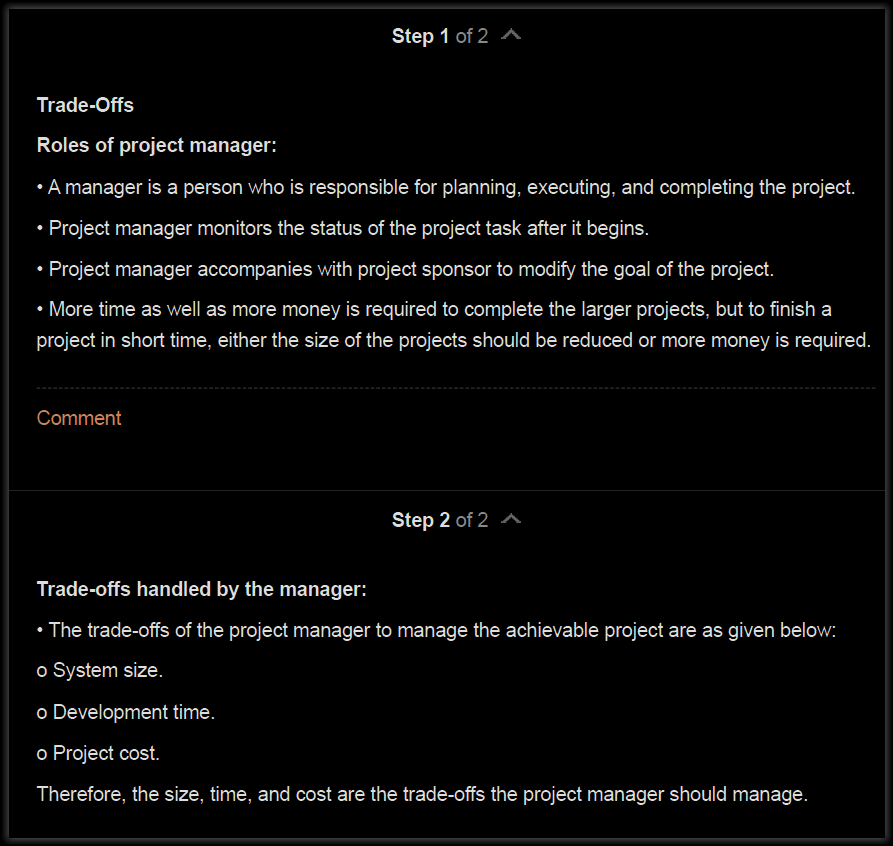 Step 1 of 2
Trade-Offs
Roles of project manager:
• A manager is a person who is responsible for planning, executing, and completing the project.
• Project manager monitors the status of the project task after it begins.
• Project manager accompanies with project sponsor to modify the goal of the project.
• More time as well as more money is required to complete the larger projects, but to finish a
project in short time, either the size of the projects should be reduced or more money is required.
Comment
Step 2 of 2
Trade-offs handled by the manager:
• The trade-offs of the project manager to manage the achievable project are as given below:
o System size.
o Development time.
o Project cost.
Therefore, the size, time, and cost are the trade-offs the project manager should manage.